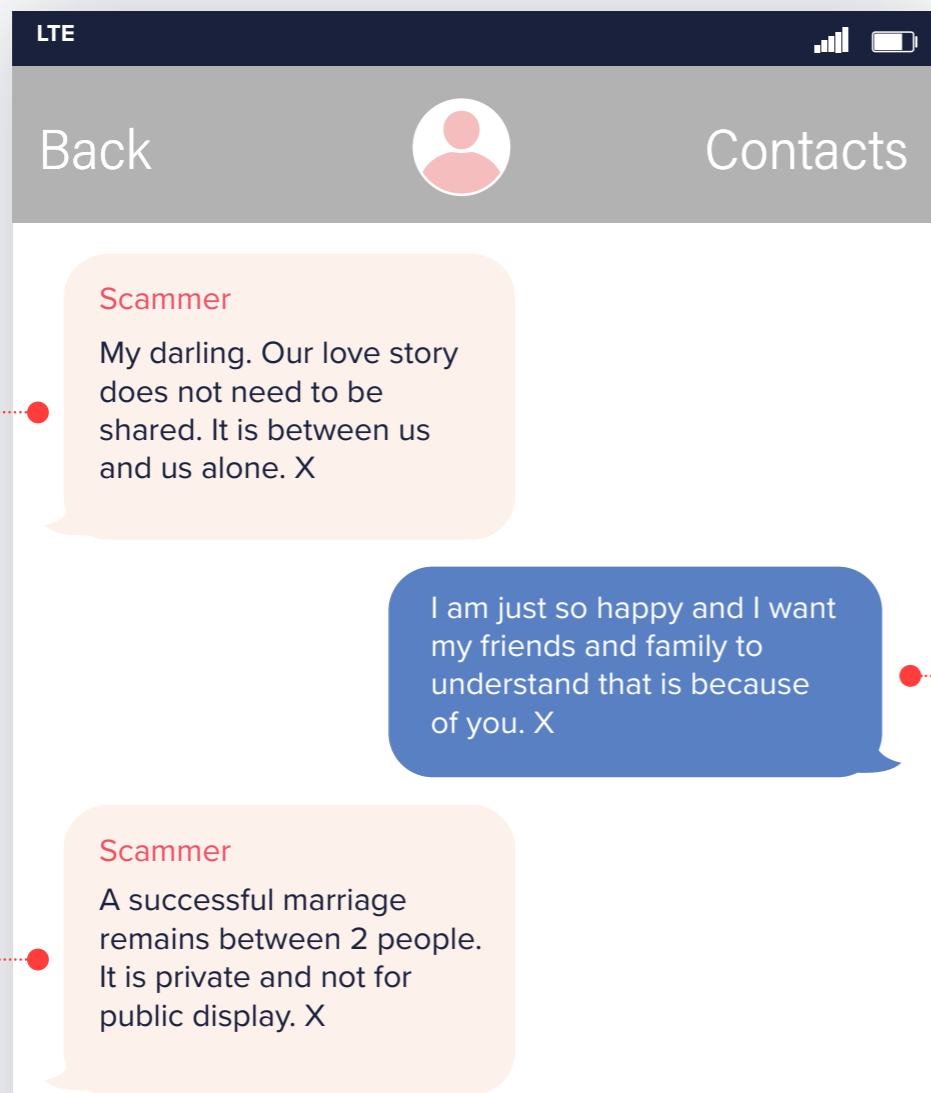 LTE
Back
Contacts
Scammer
My darling. Our love story
does not need to be
shared. It is between us
and us alone. X
I am just so happy and I want
my friends and family to
understand that is because
of you. X
Scammer
A successful marriage
remains between 2 people.
It is private and not for
public display. X